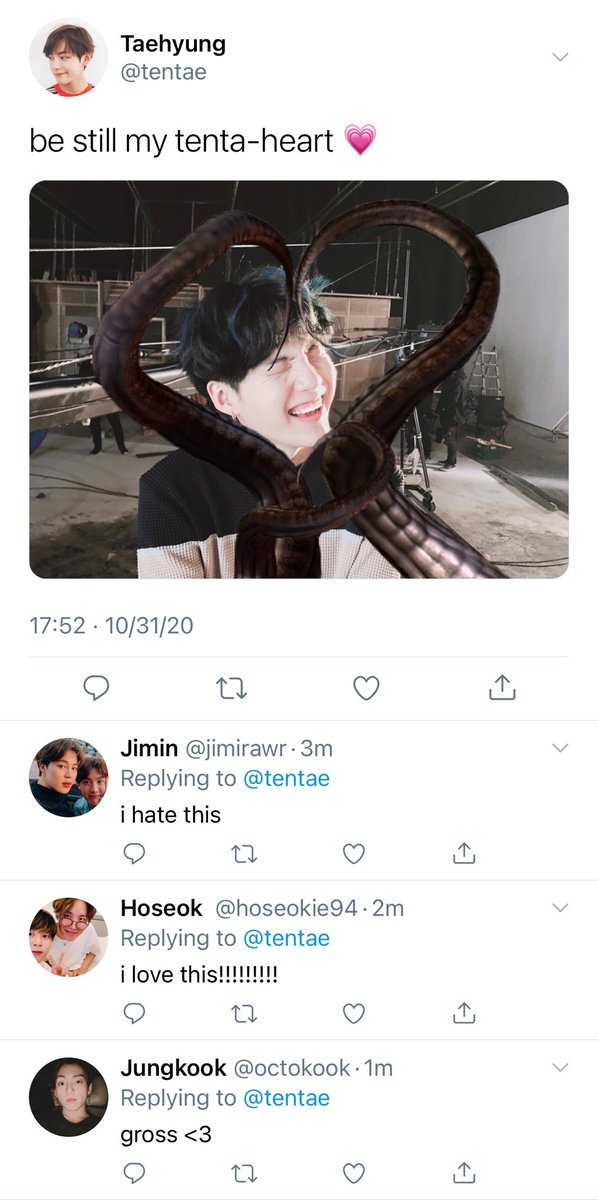 Taehyung
@tentae
be still my tenta-heart 💗
17:52 · 10/31/20
Jimin @jimirawr · 3m
Replying to @tentae
i hate this
Hoseok @hoseokie94 · 2m
Replying to @tentae
i love this!!!!!!!!!
Jungkook @octokook · 1m
Replying to @tentae
gross <3